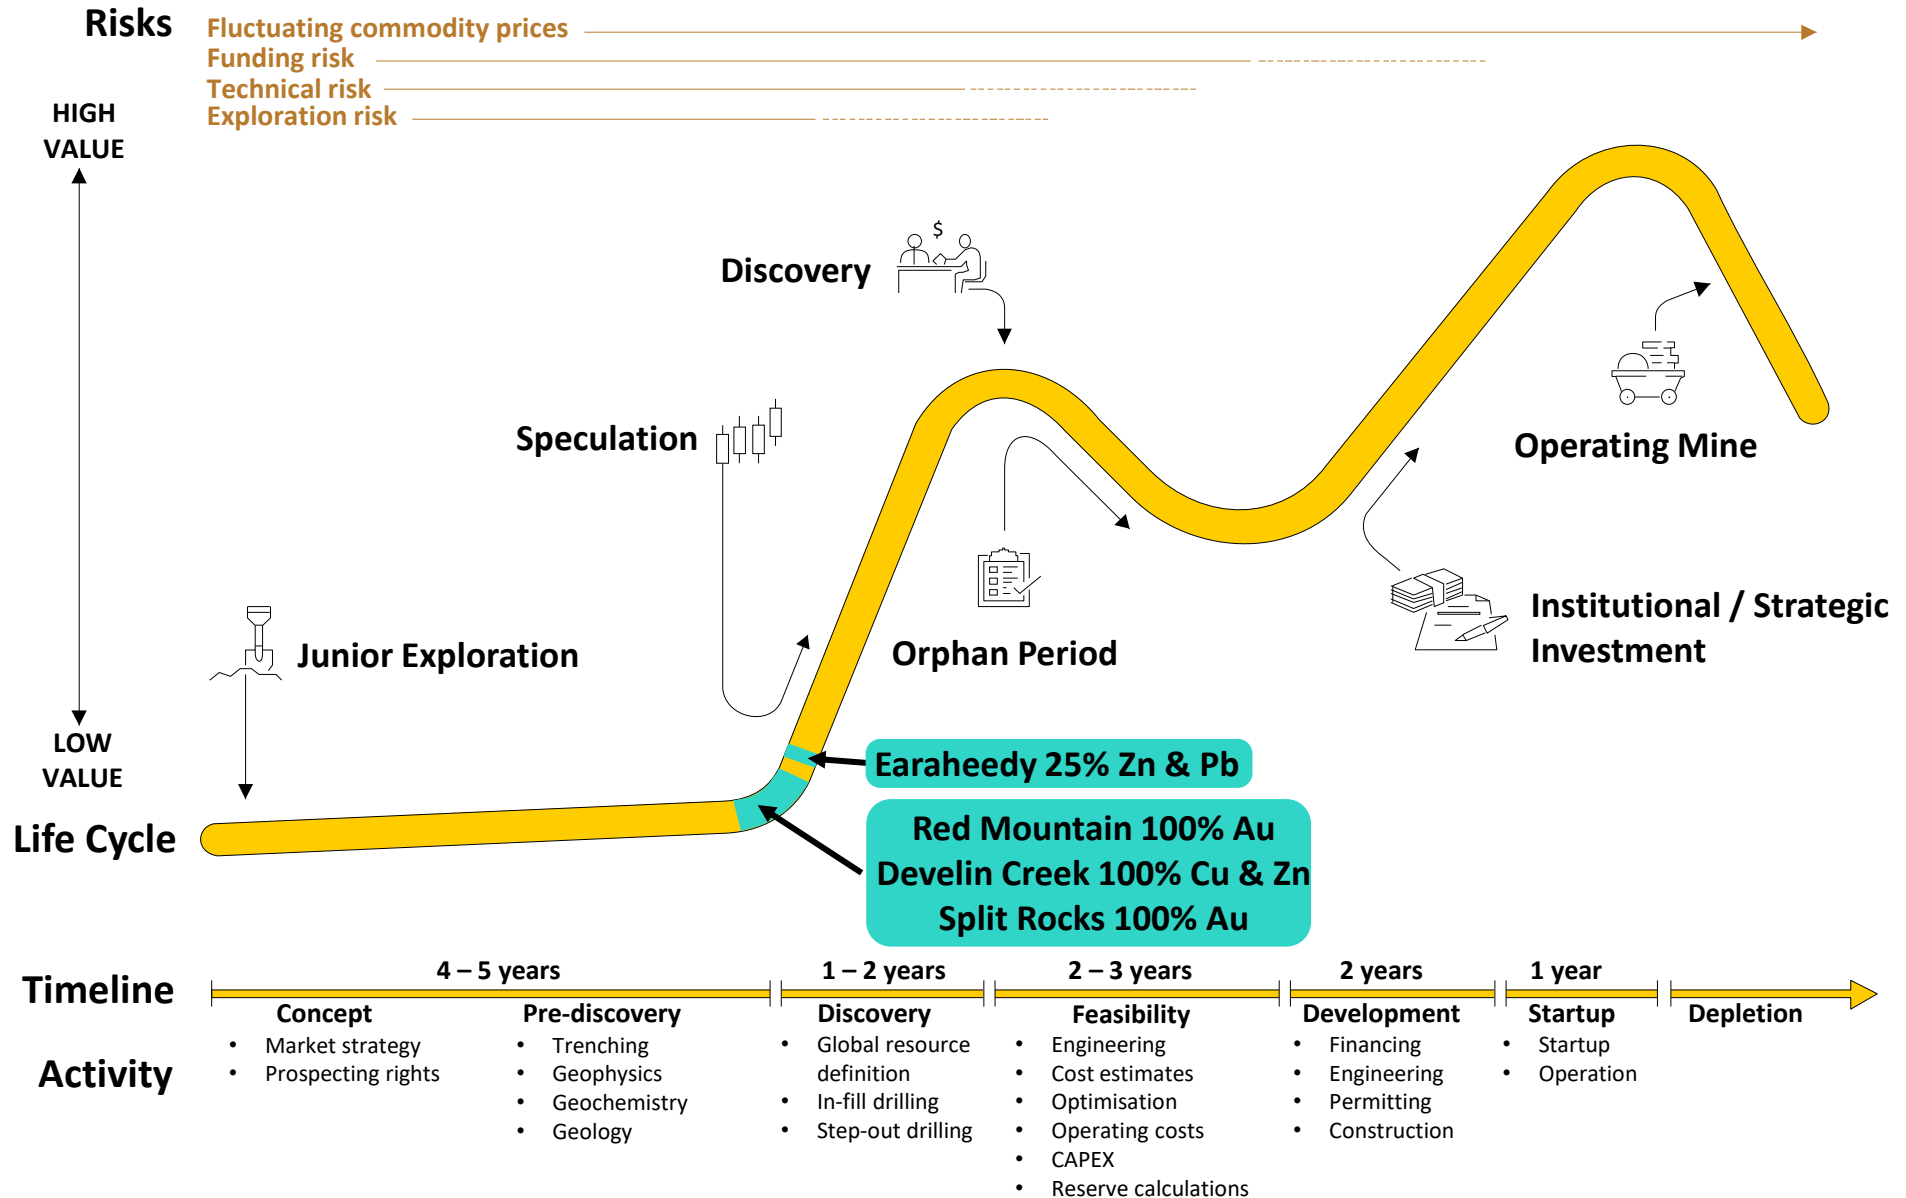 Risks
Fluctuating commodity prices
Funding risk
Technical risk
Exploration risk
HIGH
VALUE
$
Discovery
Speculation
Operating Mine
Junior Exploration
Orphan Period
Institutional / Strategic
Investment
LOW
VALUE
Earaheedy 25% Zn & Pb
Life Cycle
Red Mountain 100% Au
Develin Creek 100% Cu & Zn
Split Rocks 100% Au
Timeline
4 – 5 years
1 – 2 years
2 – 3 years
2 years
1 year
Concept
Pre-discovery
Discovery
Feasibility
Development
Startup
Depletion
Activity
• Market strategy
• Prospecting rights
• Trenching
• Geophysics
• Geochemistry
• Geology
• Global resource
definition
• In-fill drilling
• Step-out drilling
• Engineering
• Cost estimates
• Optimisation
• Operating costs
• CAPEX
• Reserve calculations
• Financing
• Engineering
• Permitting
• Construction
• Startup
• Operation